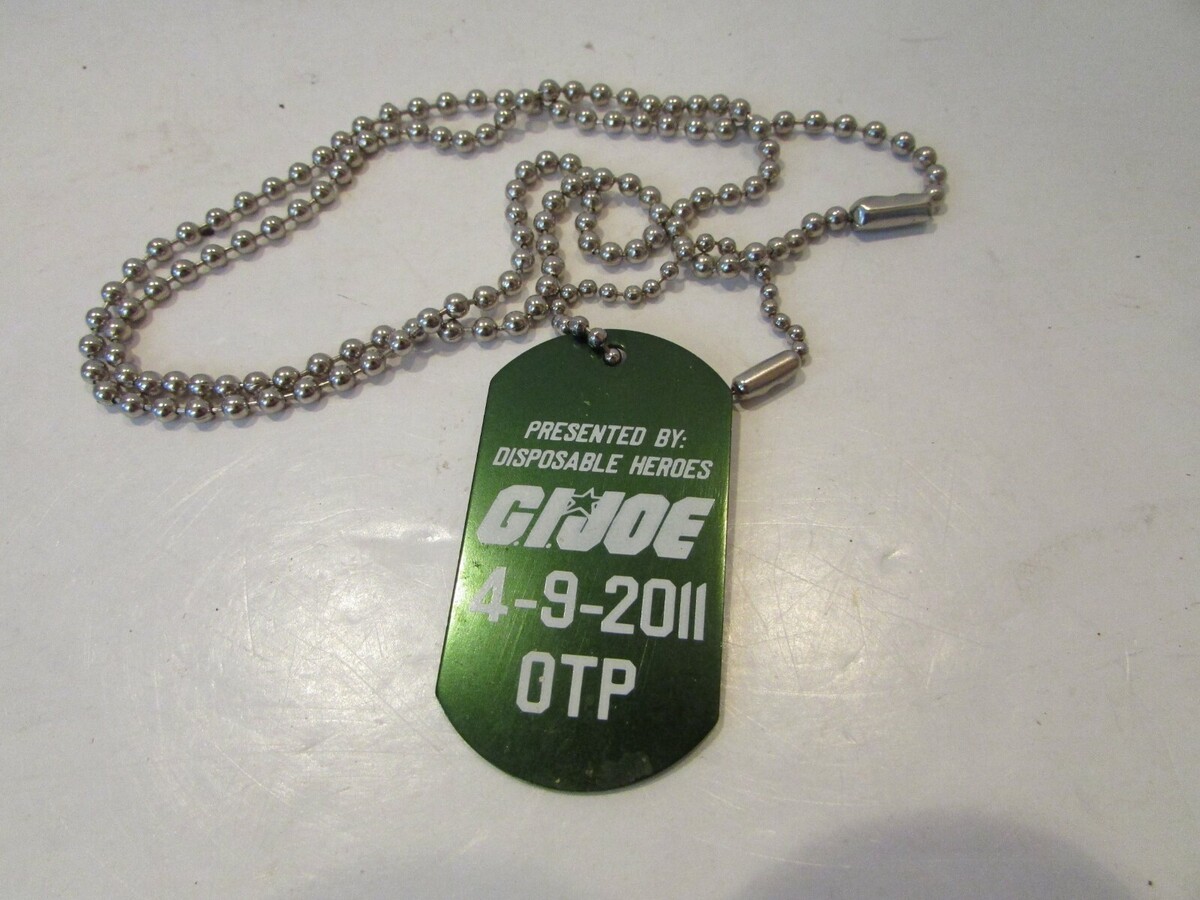 PRESENTED BY:
DISPOSABLE HEROES
G.I.JOE
4-9-2011
OTP